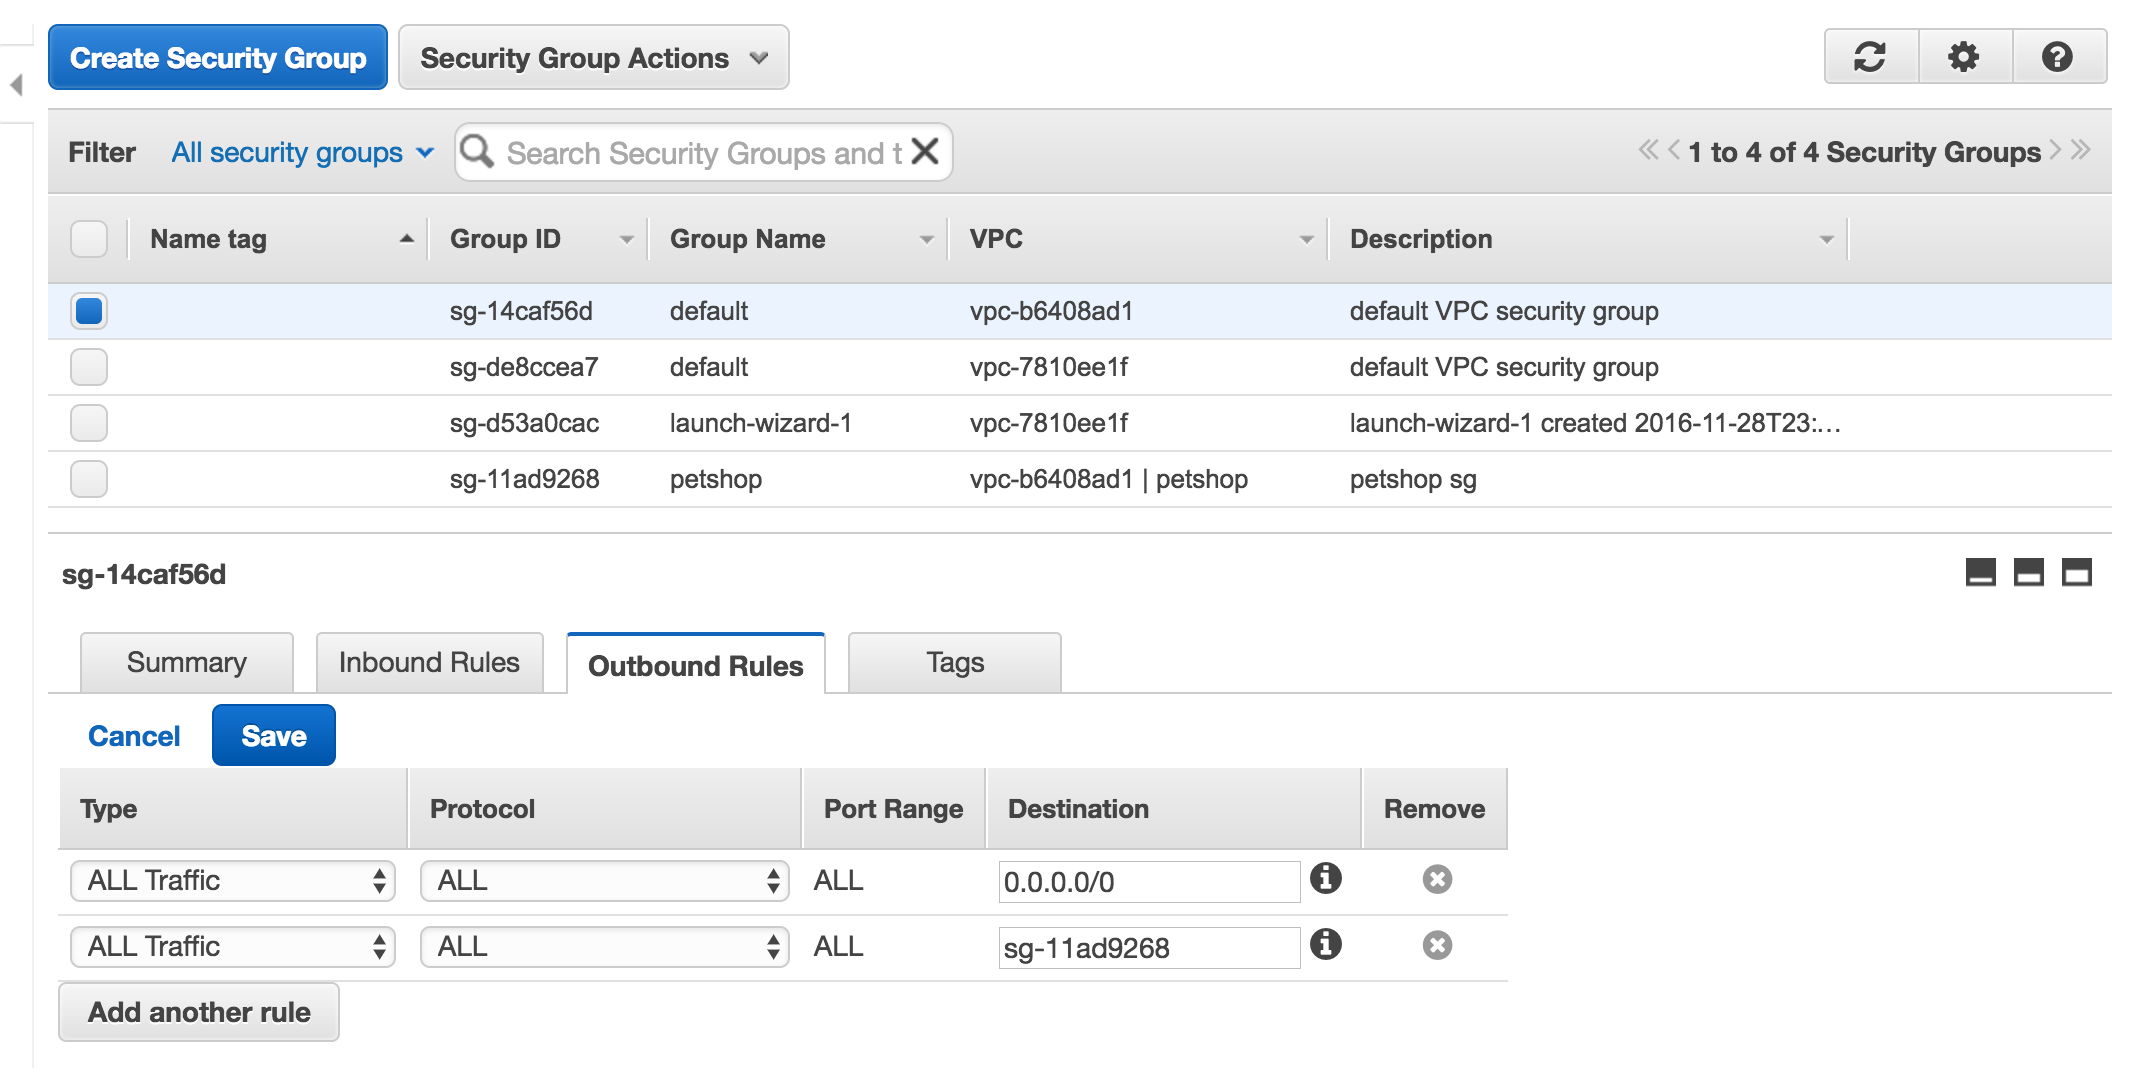 Create Security Group Security Group Actions
Filter All security groups Search Security Groups and t 1 to 4 of 4 Security Groups
Name tag Group ID Group Name VPC Description
sg-14caf56d default vpc-b6408ad1 default VPC security group
sg-de8ccea7 default vpc-7810ee1f default VPC security group
sg-d53a0cac launch-wizard-1 vpc-7810ee1f launch-wizard-1 created 2016-11-28T23:...
sg-11ad9268 petshop vpc-b6408ad1 | petshop petshop sg
sg-14caf56d
Summary Inbound Rules Outbound Rules Tags
Cancel Save
Type Protocol Port Range Destination Remove
ALL Traffic ALL ALL 0.0.0.0/0
ALL Traffic ALL ALL sg-11ad9268
Add another rule